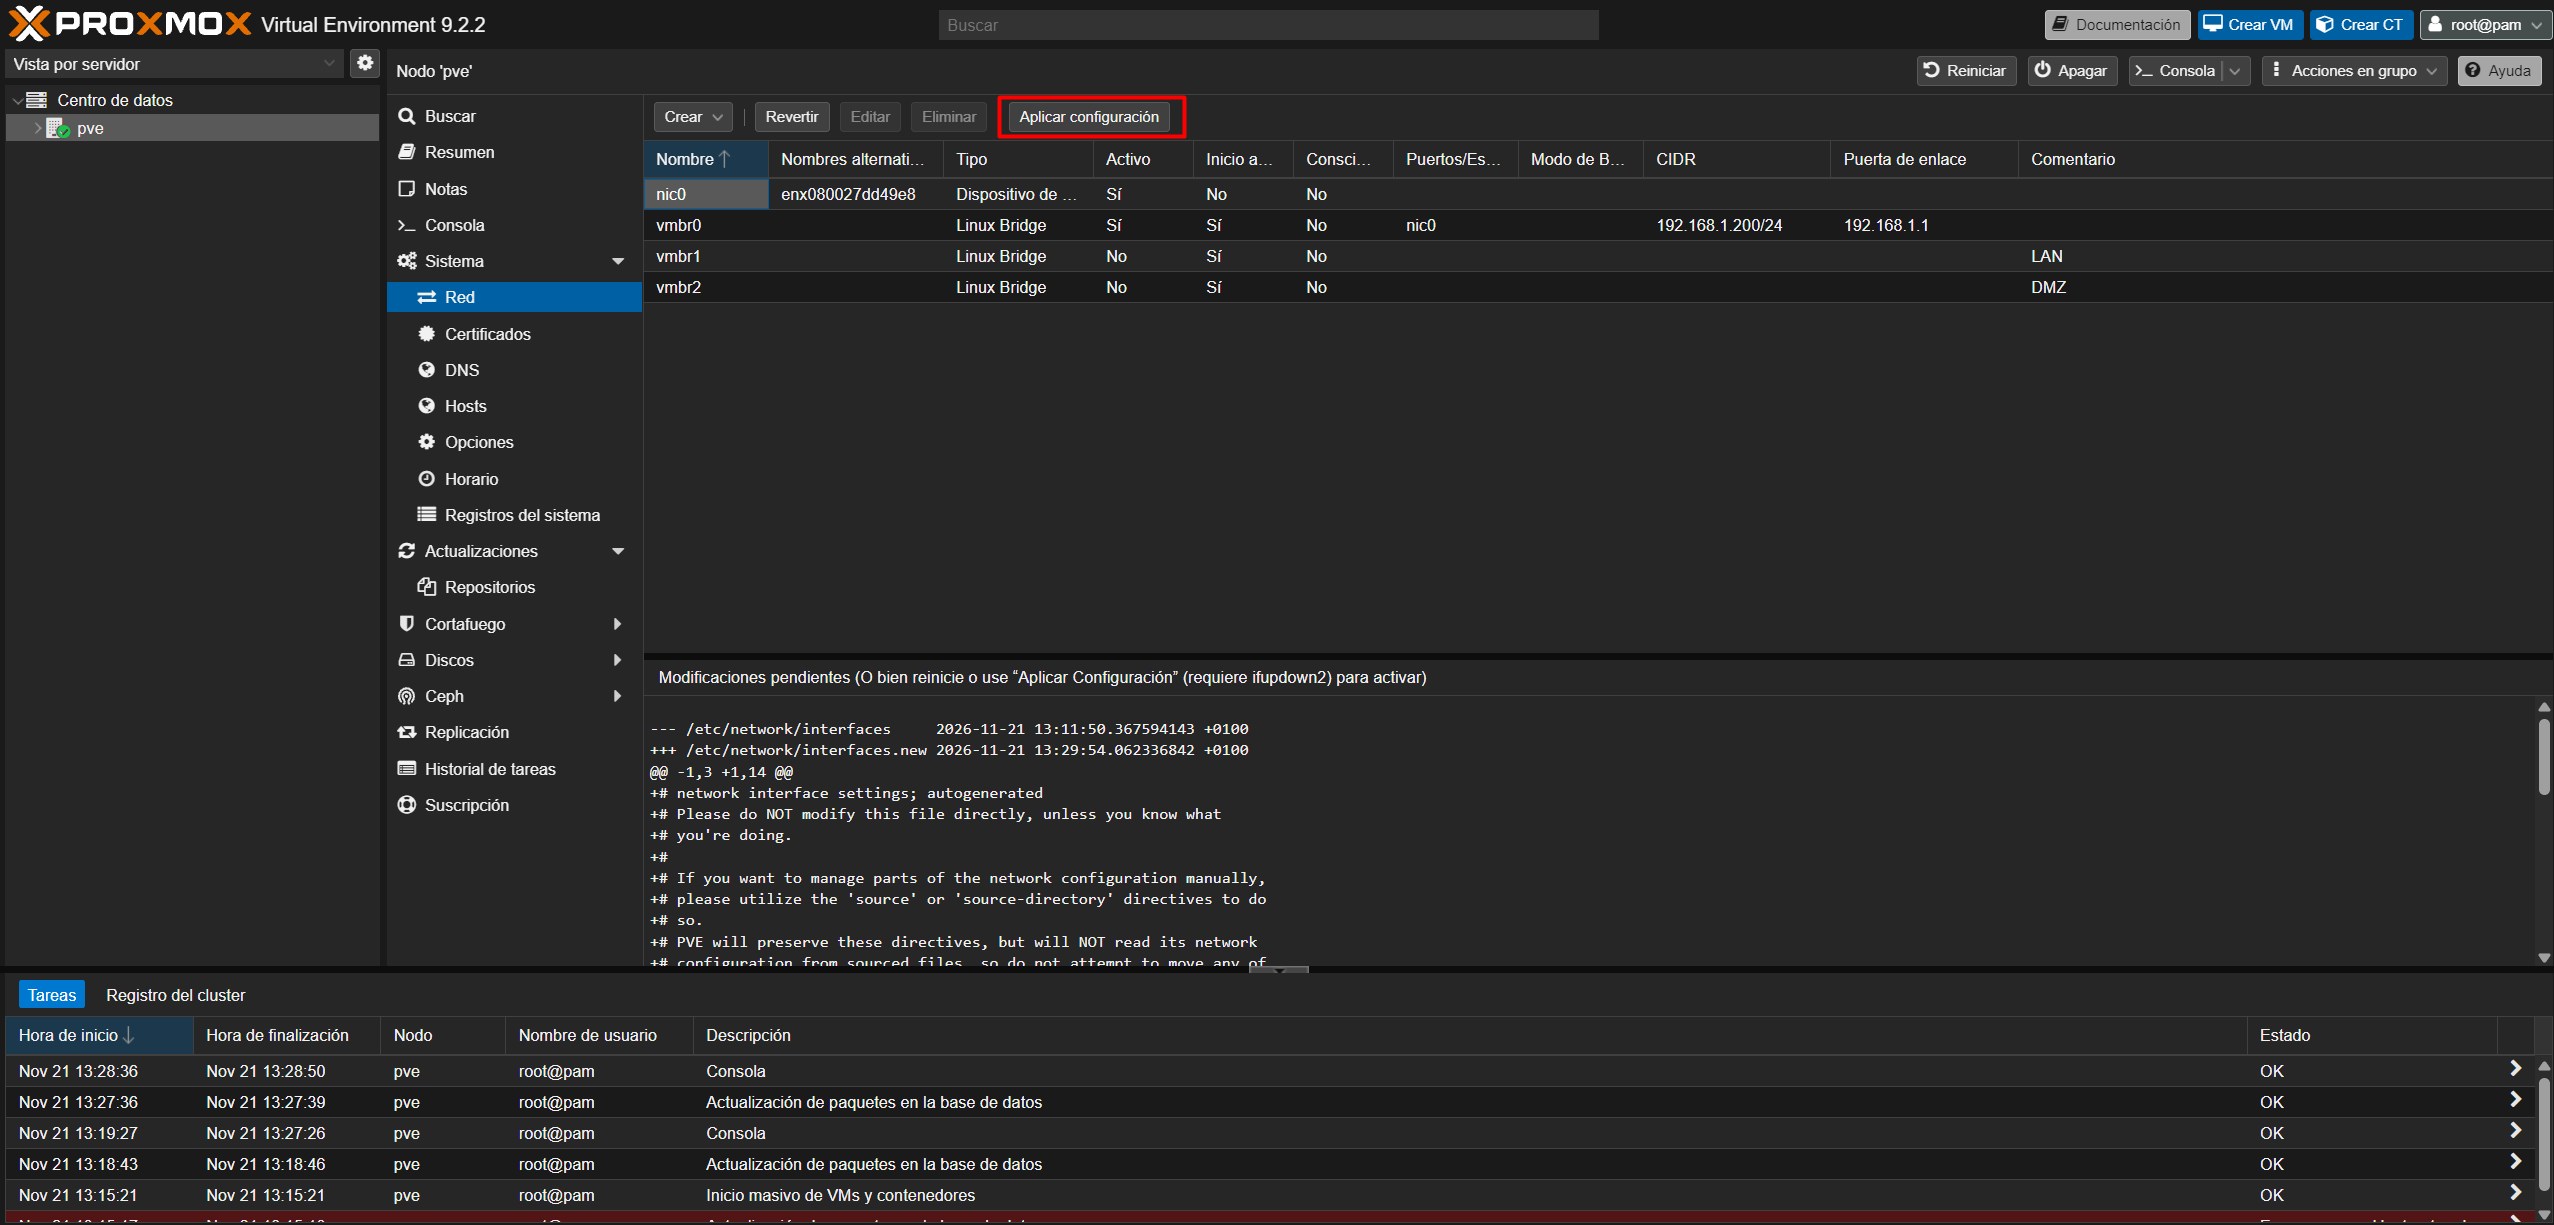 PROXMOX Virtual Environment 9.2.2
Buscar
Documentación
Crear VM
Crear CT
root@pam
Vista por servidor
Centro de datos
pve
Nodo 'pve'
Reiniciar
Apagar
Consola
Acciones en grupo
Ayuda
Buscar
Resumen
Notas
Consola
Sistema
Red
Certificados
DNS
Hosts
Opciones
Horario
Registros del sistema
Actualizaciones
Repositorios
Cortafuego
Discos
Ceph
Replicación
Historial de tareas
Suscripción
Crear Revertir Editar Eliminar Aplicar configuración
Nombre Nombres alternati... Tipo Activo Inicio a... Consci... Puertos/Es... Modo de B... CIDR Puerta de enlace Comentario
nic0 enx080027dd49e8 Dispositivo de ... Sí No No
vmbr0 Linux Bridge Sí Sí No nic0 192.168.1.200/24 192.168.1.1
vmbr1 Linux Bridge No Sí No LAN
vmbr2 Linux Bridge No Sí No DMZ
Modificaciones pendientes (O bien reinicie o use “Aplicar Configuración” (requiere ifupdown2) para activar)
--- /etc/network/interfaces 2026-11-21 13:11:50.367594143 +0100
+++ /etc/network/interfaces.new 2026-11-21 13:29:54.062336842 +0100
@@ -1,3 +1,14 @@
+# network interface settings; autogenerated
+# Please do NOT modify this file directly, unless you know what
+# you're doing.
+#
+# If you want to manage parts of the network configuration manually,
+# please utilize the 'source' or 'source-directory' directives to do
+# so.
+# PVE will preserve these directives, but will NOT read its network
+# configuration from sourced files, so do not attempt to move any of
Tareas Registro del cluster
Hora de inicio Hora de finalización Nodo Nombre de usuario Descripción Estado
Nov 21 13:28:36 Nov 21 13:28:50 pve root@pam Consola OK
Nov 21 13:27:36 Nov 21 13:27:39 pve root@pam Actualización de paquetes en la base de datos OK
Nov 21 13:19:27 Nov 21 13:27:26 pve root@pam Consola OK
Nov 21 13:18:43 Nov 21 13:18:46 pve root@pam Actualización de paquetes en la base de datos OK
Nov 21 13:15:21 Nov 21 13:15:21 pve root@pam Inicio masivo de VMs y contenedores OK